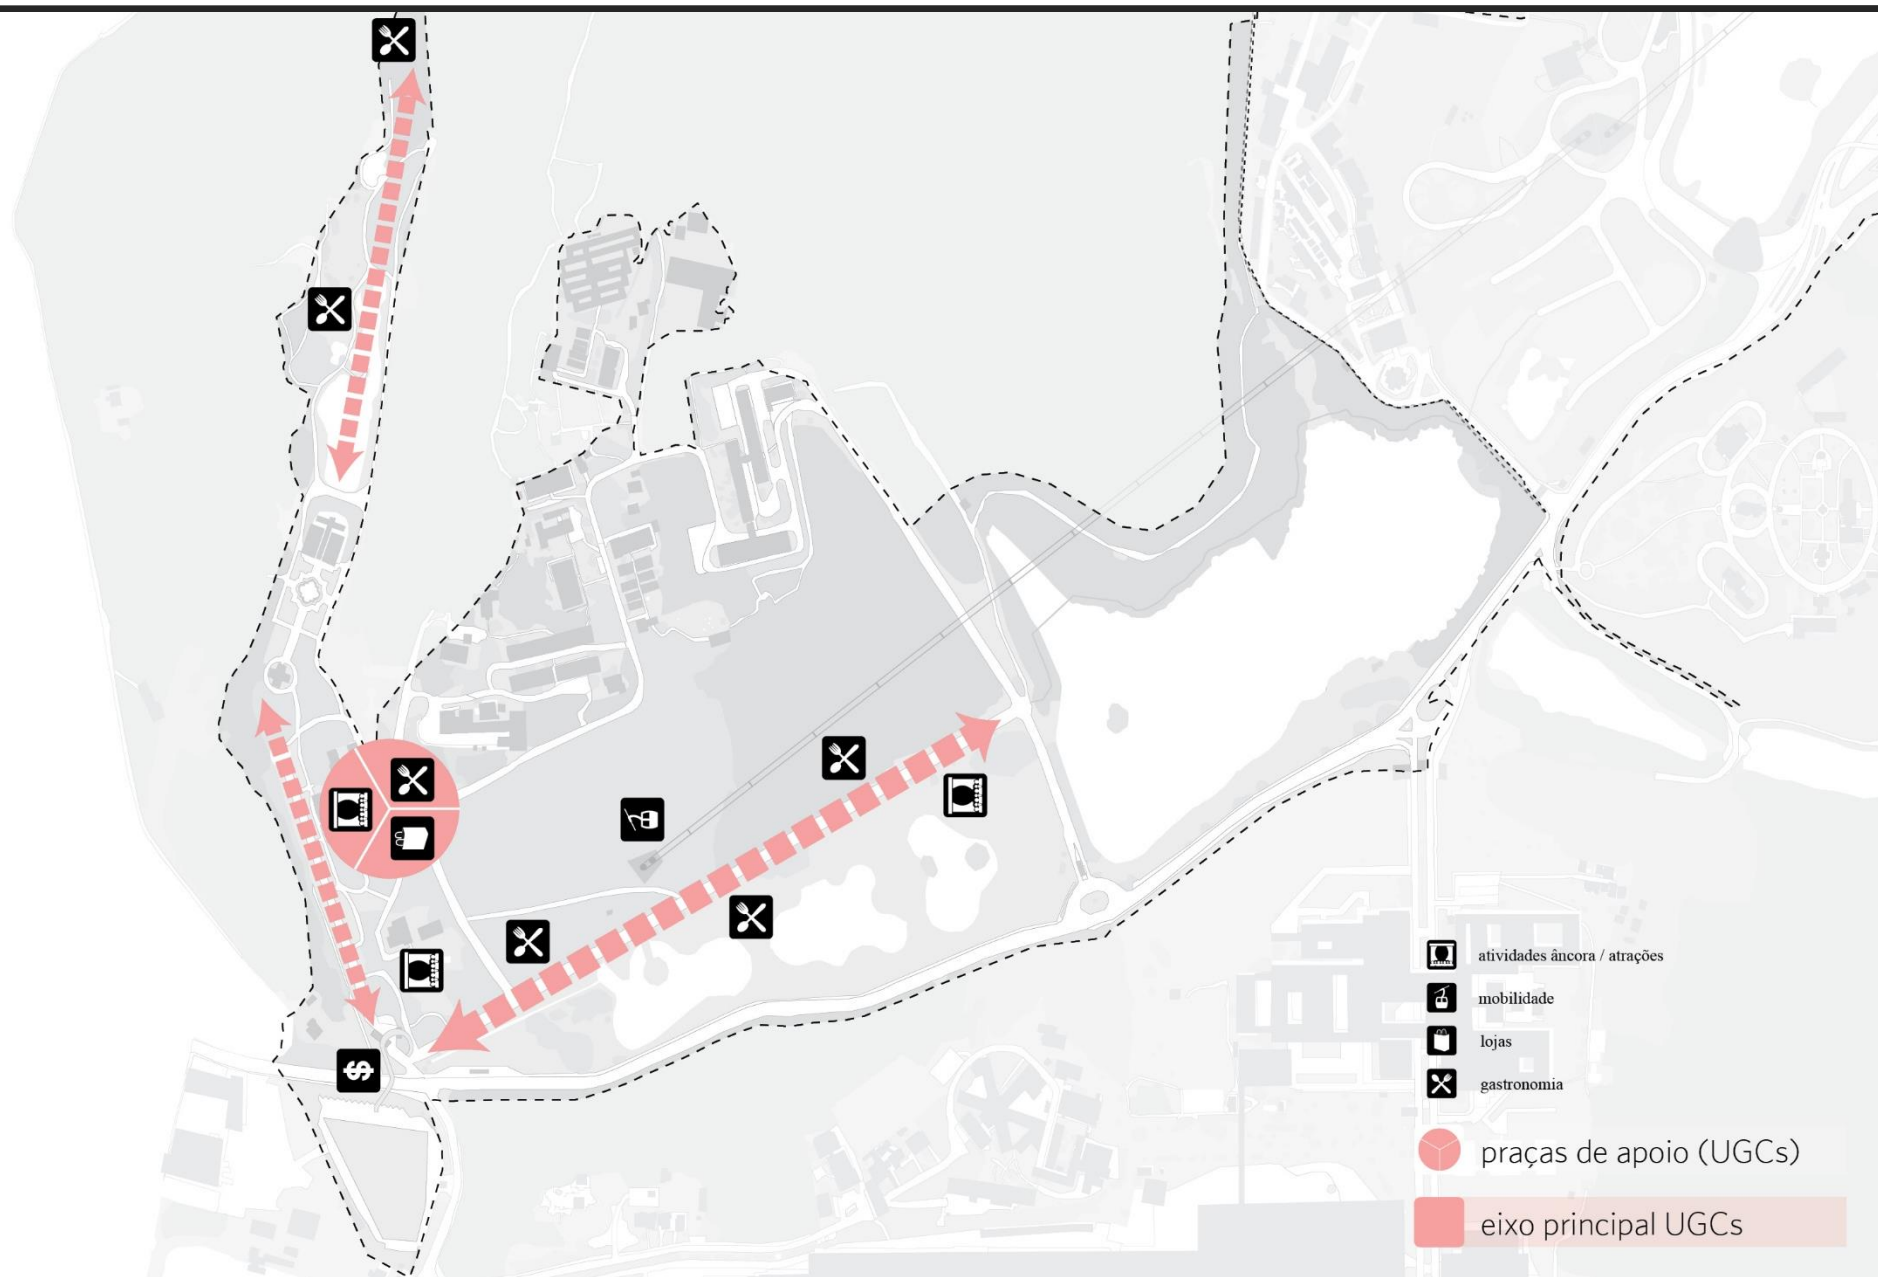 $
atividades âncora / atrações
mobilidade
lojas
gastronomia
praças de apoio (UGCs)
eixo principal UGCs